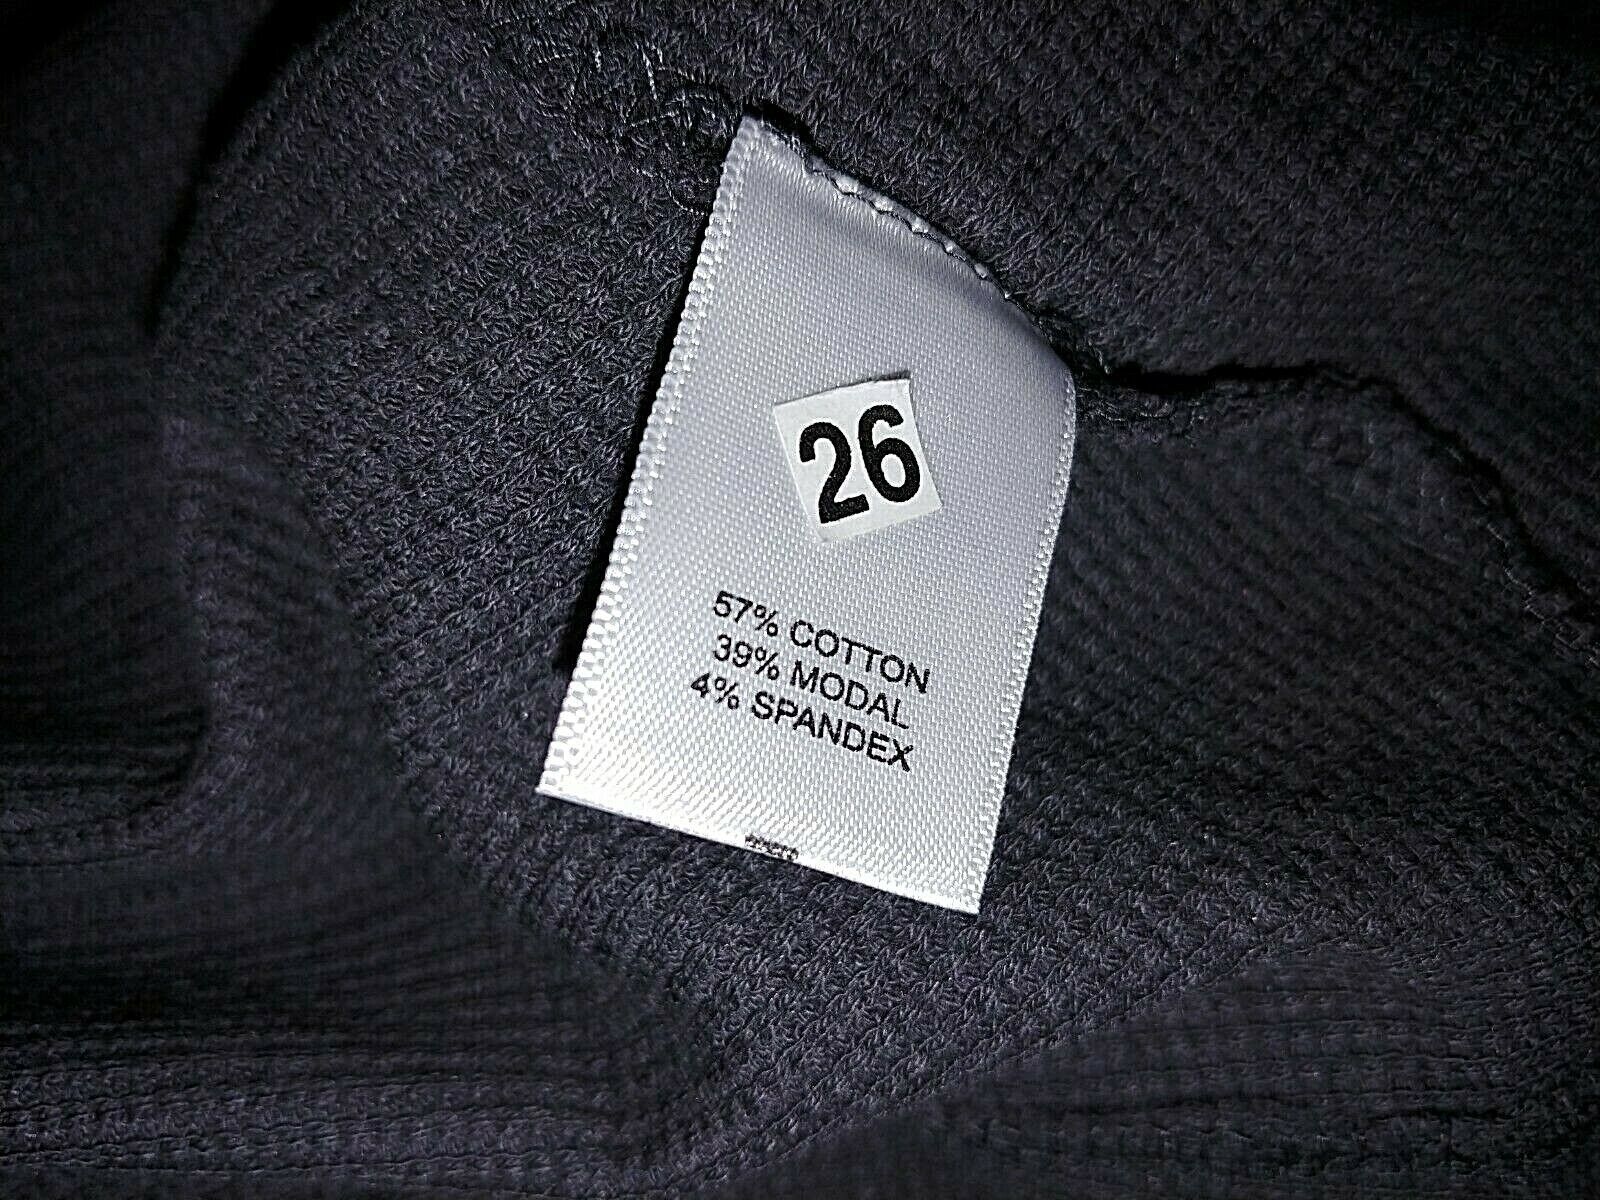 26
57% COTTON
39% MODAL
4% SPANDEX